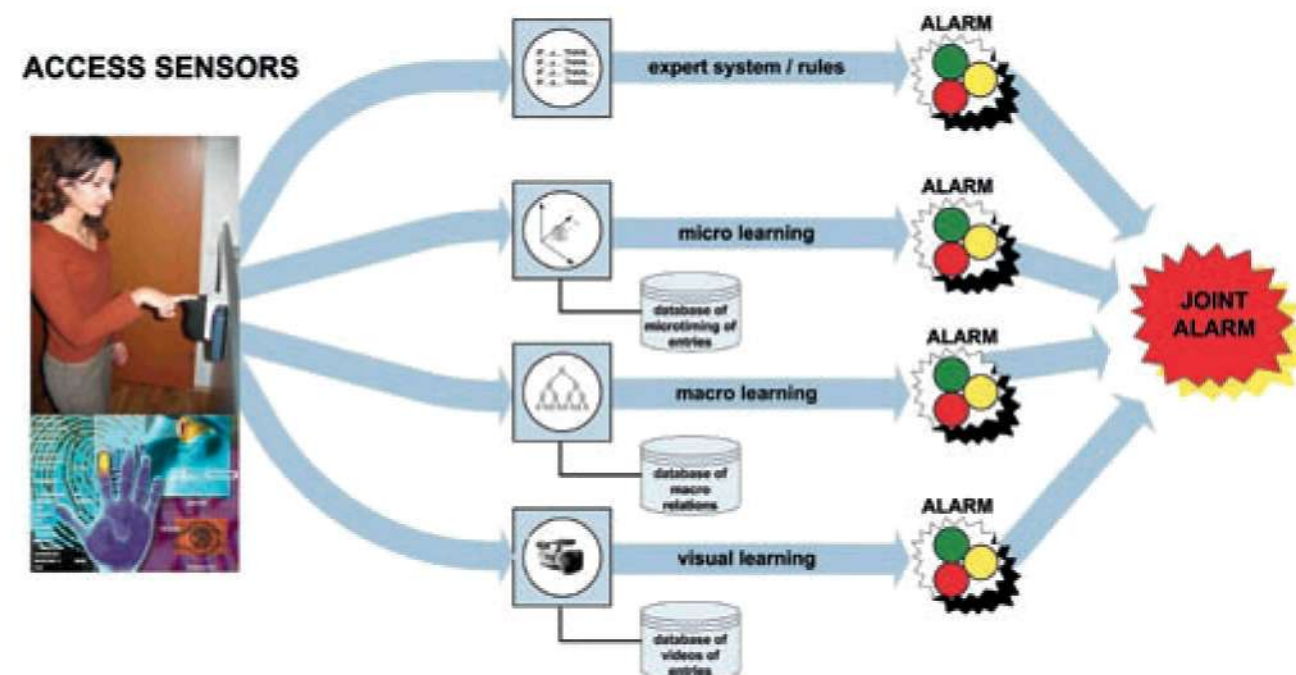 ACCESS SENSORS
ALARM
expert system / rules
ALARM
micro learning
database of
microtiming of
entries
JOINT
ALARM
ALARM
macro learning
database of
macro
relations
ALARM
visual learning
database of
videos of
entries